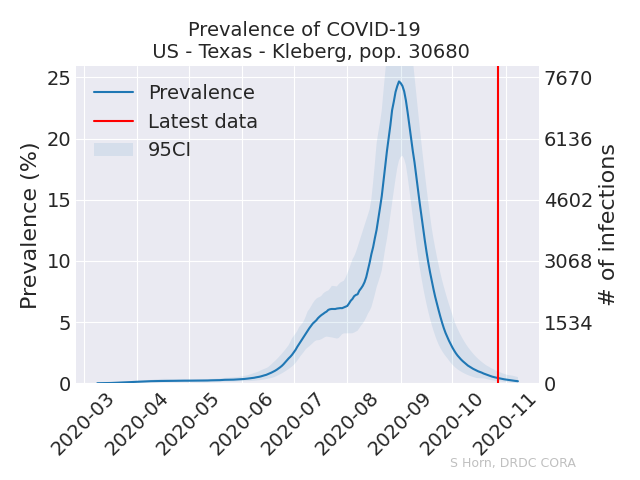 Prevalence of COVID-19
US - Texas - Kleberg, pop. 30680
Prevalence
Latest data
95CI
Prevalence (%)
25
20
15
10
5
0
7670
6136
4602
3068
1534
0
# of infections
2020-03
2020-04
2020-05
2020-06
2020-07
2020-08
2020-09
2020-10
2020-11
S Horn, DRDC CORA